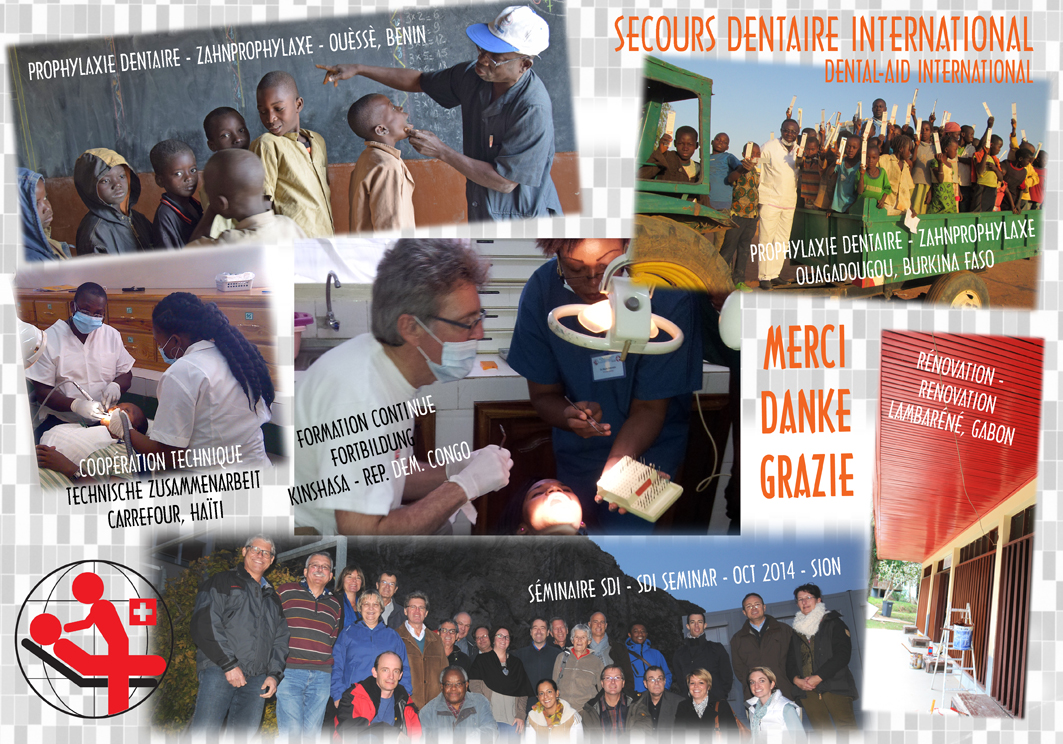 PROPHYLAXIE DENTAIRE - ZAHNPROPHYLAXE - OUÈSSÈ, BÉNIN
SECOURS DENTAIRE INTERNATIONAL
DENTAL-AID INTERNATIONAL
PROPHYLAXIE DENTAIRE - ZAHNPROPHYLAXE
OUAGADOUGOU, BURKINA FASO
COOPÉRATION TECHNIQUE
TECHNISCHE ZUSAMMENARBEIT
CARREFOUR, HAÏTI
FORMATION CONTINUE
FORTBILDUNG
KINSHASA - REP. DEM. CONGO
MERCI
DANKE
GRAZIE
RÉNOVATION -
RENOVATION
LAMBARÉNÉ, GABON
SÉMINAIRE SDI - SDI SEMINAR - OCT 2014 - SION